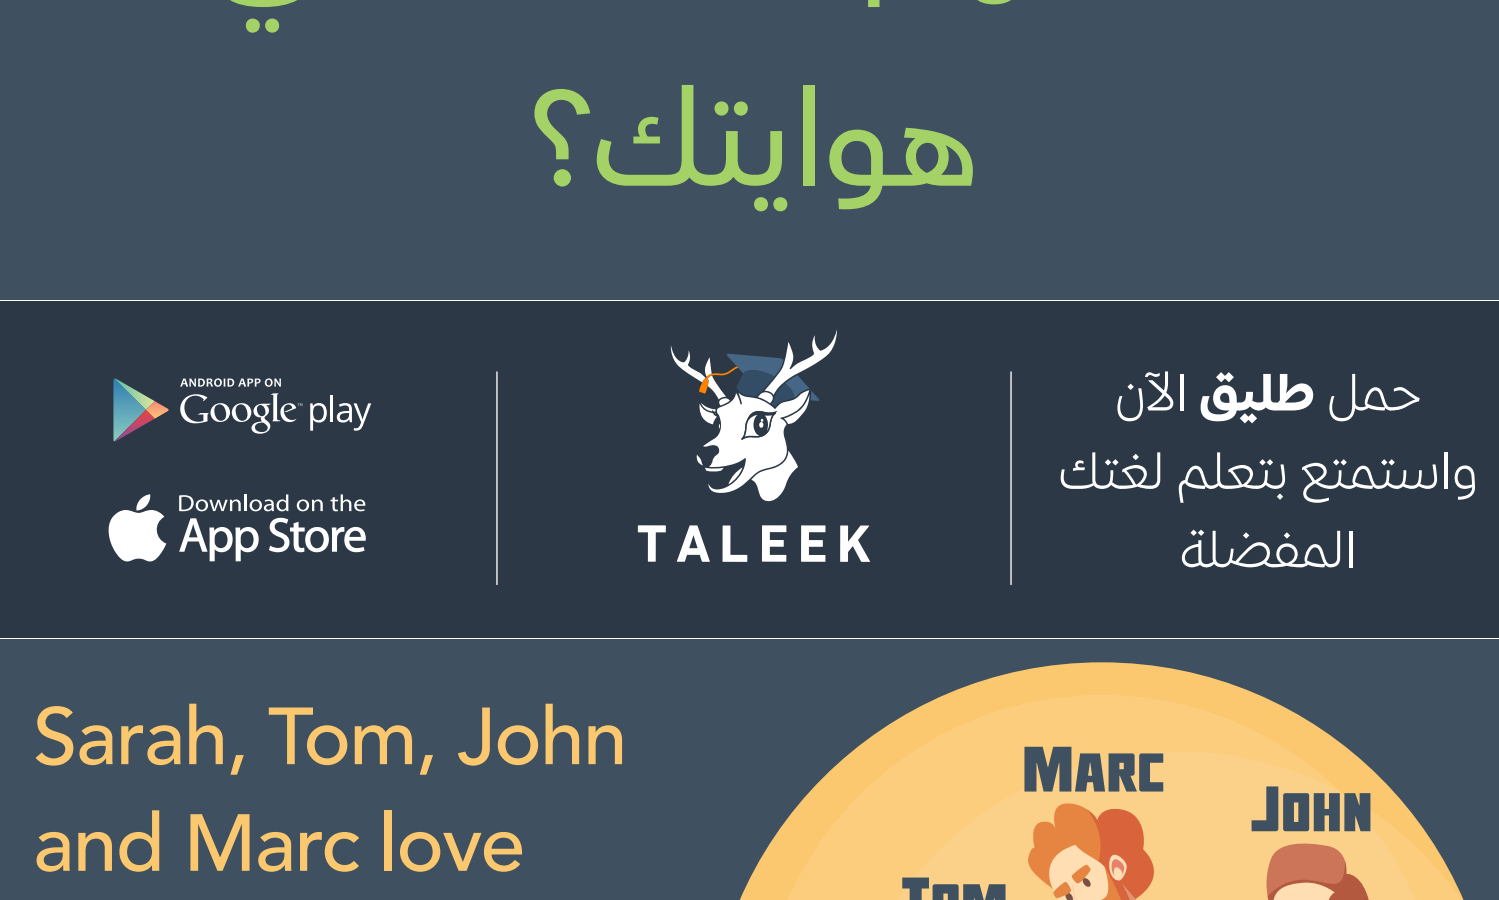 هوايتك؟
ANDROID APP ON
Google play
Download on the
App Store
TALEEK
حمل طليق الآن
واستمتع بتعلم لغتك
المفضلة
Sarah, Tom, John
and Marc love
MARC
JOHN
TOM